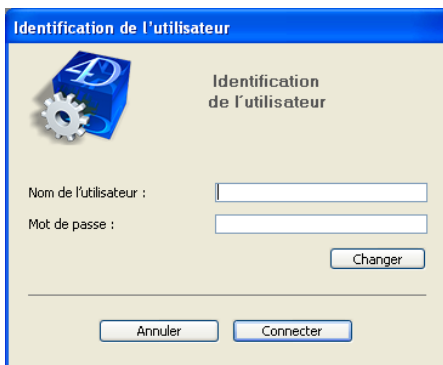 Identification de l'utilisateur
4D
Identification
de l'utilisateur
Nom de l'utilisateur :
Mot de passe :
Changer
Annuler
Connecter